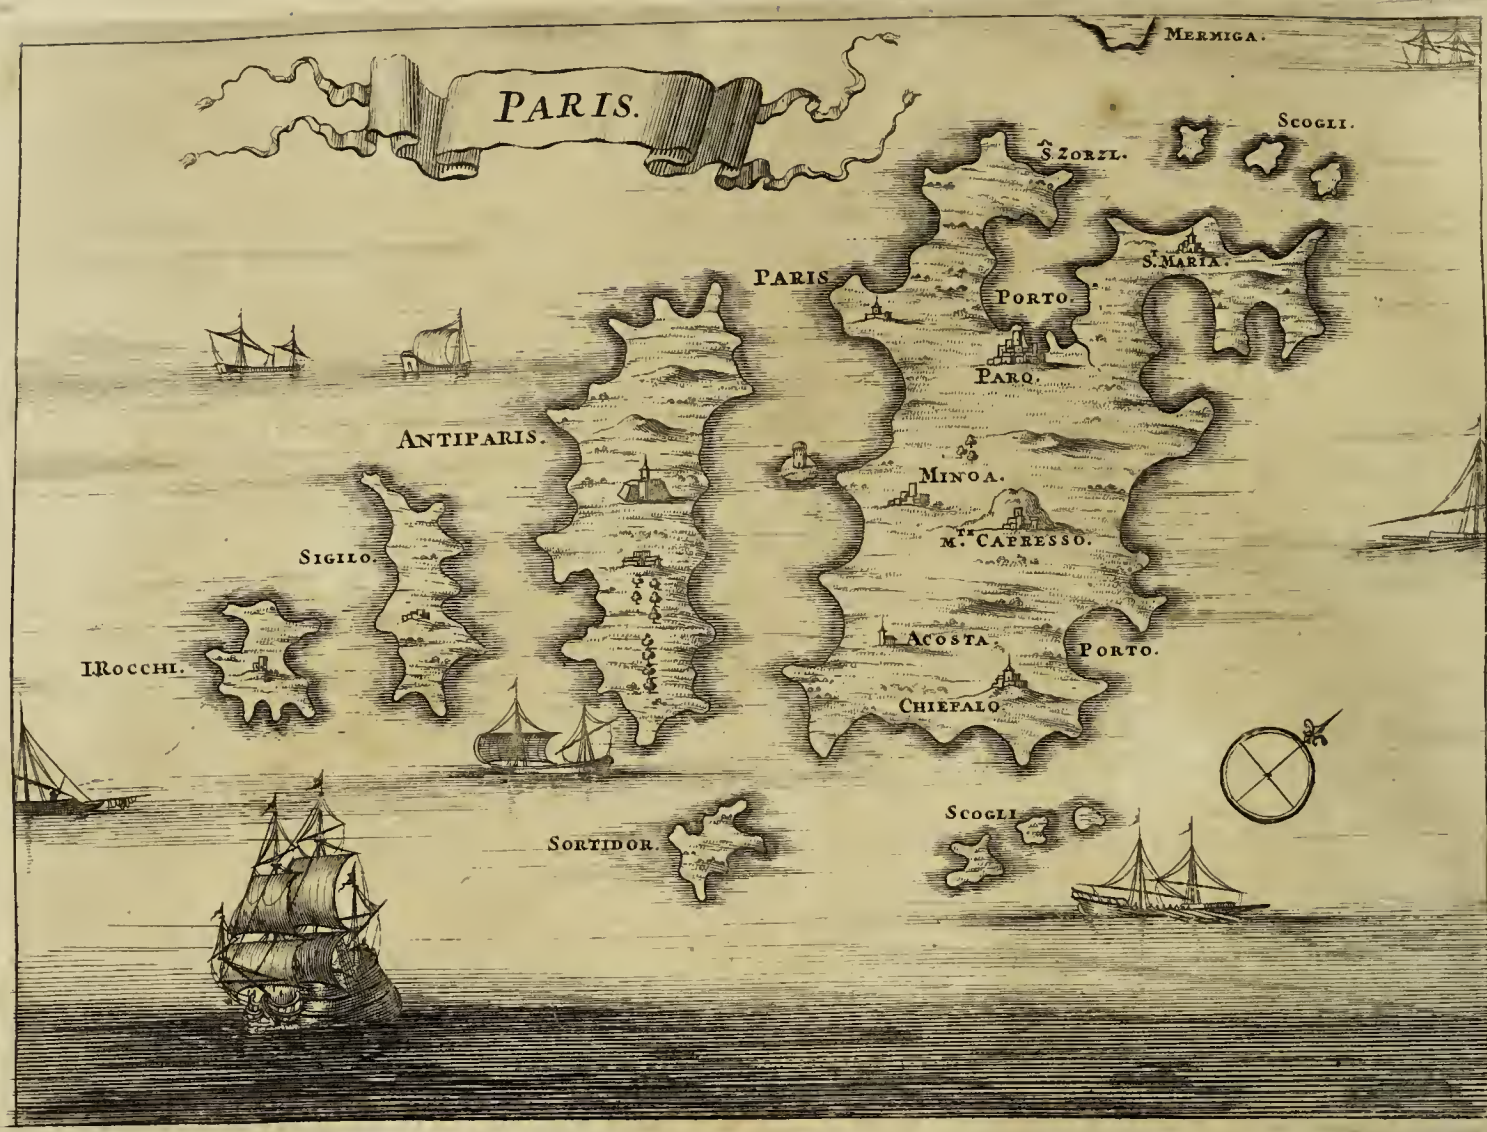 MERMIGA.
PARIS.
SCOGLI.
S. ZORZI.
S.T MARIA.
PARIS
PORTO.
PARO.
ANTIPARIS.
MINOA.
M.TE CAPRESSO.
SIGILO.
ACOSTA.
PORTO.
I.ROCCHI.
CHIEFALO.
SCOGLI
SORTIDOR.